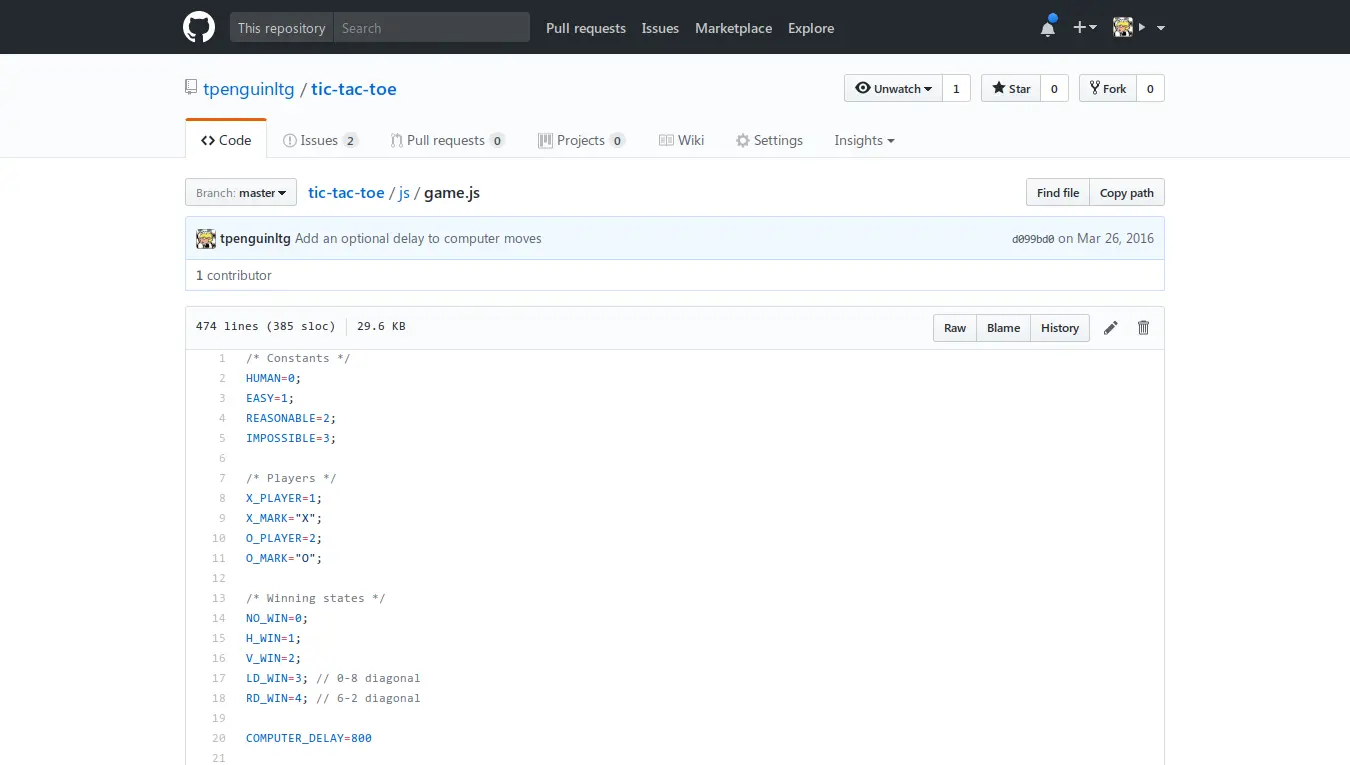 This repository Search Pull requests Issues Marketplace Explore
tpenguinltg / tic-tac-toe Unwatch 1 Star 0 Fork 0
Code Issues 2 Pull requests 0 Projects 0 Wiki Settings Insights
Branch: master tic-tac-toe / js / game.js Find file Copy path
tpenguinltg Add an optional delay to computer moves d099bd0 on Mar 26, 2016
1 contributor
474 lines (385 sloc) 29.6 KB Raw Blame History
1 /* Constants */
2 HUMAN=0;
3 EASY=1;
4 REASONABLE=2;
5 IMPOSSIBLE=3;
6
7 /* Players */
8 X_PLAYER=1;
9 X_MARK="X";
10 O_PLAYER=2;
11 O_MARK="O";
12
13 /* Winning states */
14 NO_WIN=0;
15 H_WIN=1;
16 V_WIN=2;
17 LD_WIN=3; // 0-8 diagonal
18 RD_WIN=4; // 6-2 diagonal
19
20 COMPUTER_DELAY=800
21